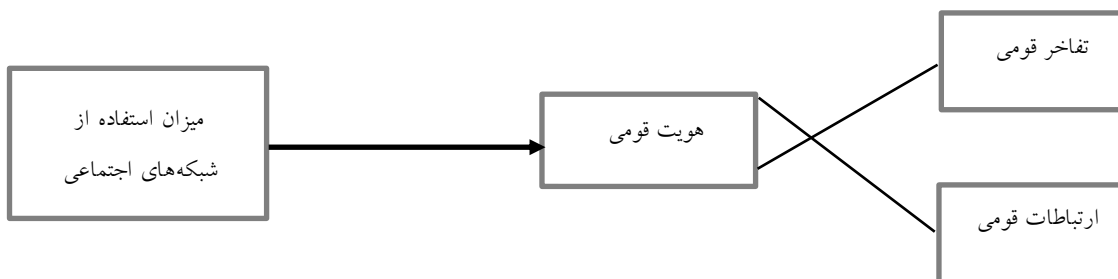 تفاخر قومی
میزان استفاده از
شبکه‌های اجتماعی
هویت قومی
ارتباطات قومی